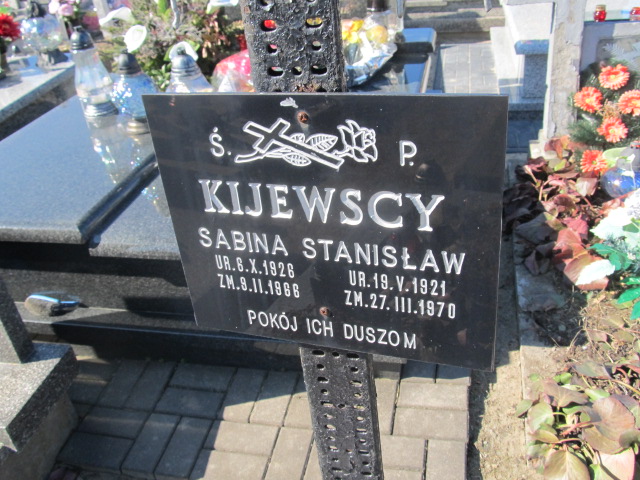 Ś. P.
KIJEWSCY
SABINA STANISŁAW
UR.6.X.1926 UR.19.V.1921
ZM.9.II.1966 ZM.27.III.1970
POKÓJ ICH DUSZOM